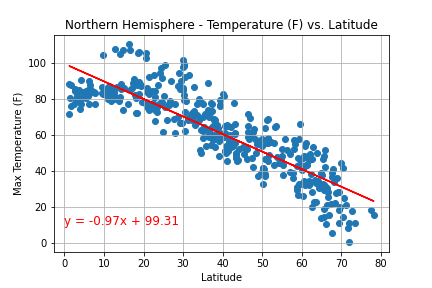 Northern Hemisphere - Temperature (F) vs. Latitude
Max Temperature (F)
100
80
60
40
20
0
y = -0.97x + 99.31
0 10 20 30 40 50 60 70 80
Latitude